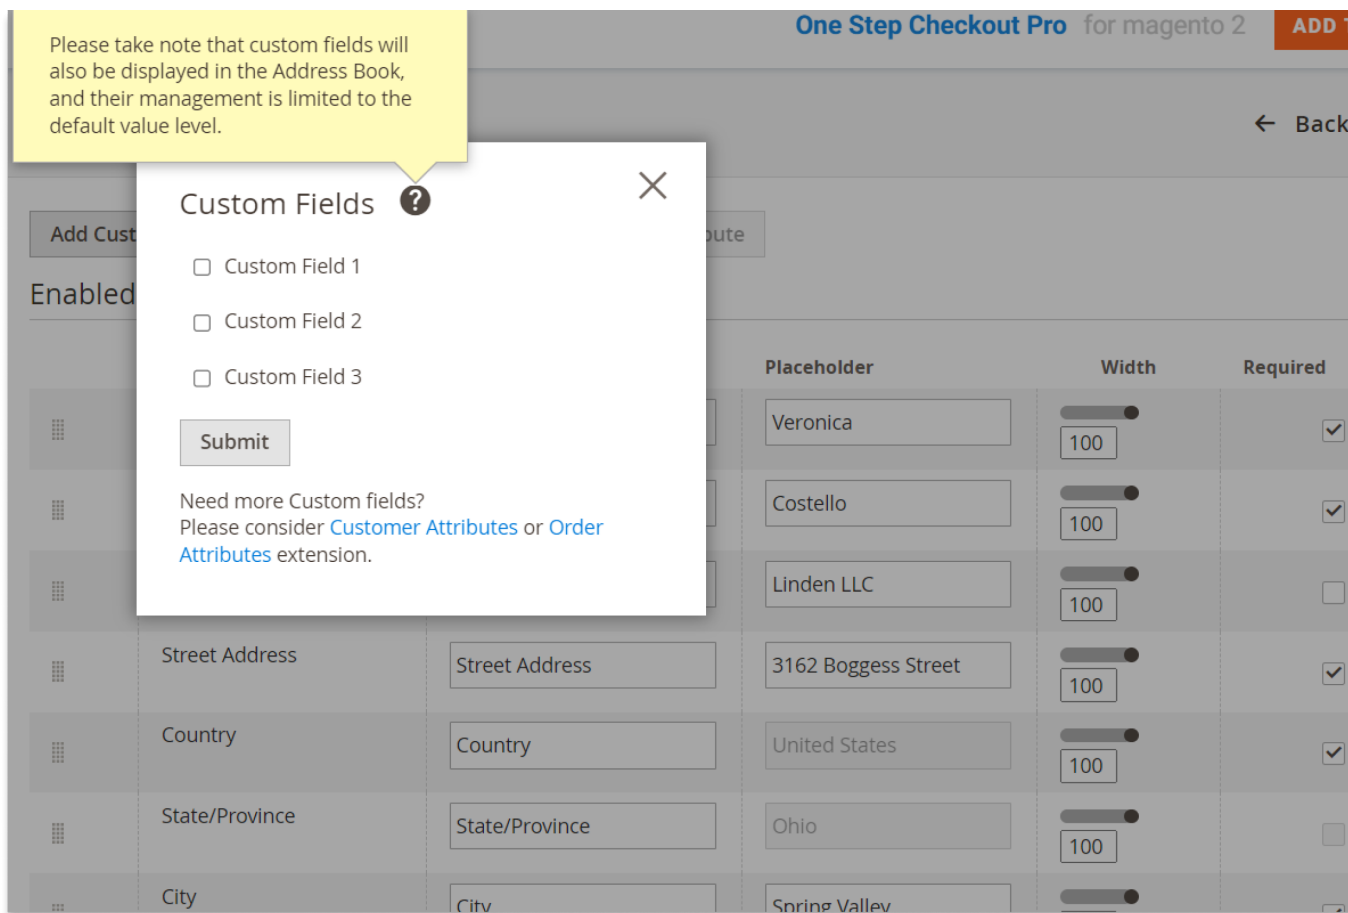 Please take note that custom fields will
also be displayed in the Address Book,
and their management is limited to the
default value level.
One Step Checkout Pro for magento 2
ADD
← Back
Custom Fields ?
Add Cust
bute
Custom Field 1
Enabled
Custom Field 2
Custom Field 3
Submit
Need more Custom fields?
Please consider Customer Attributes or Order
Attributes extension.
Placeholder Width Required
Veronica
100
Costello
100
Linden LLC
100
Street Address Street Address 3162 Boggess Street
100
Country Country United States
100
State/Province State/Province Ohio
100
City City Spring Valley